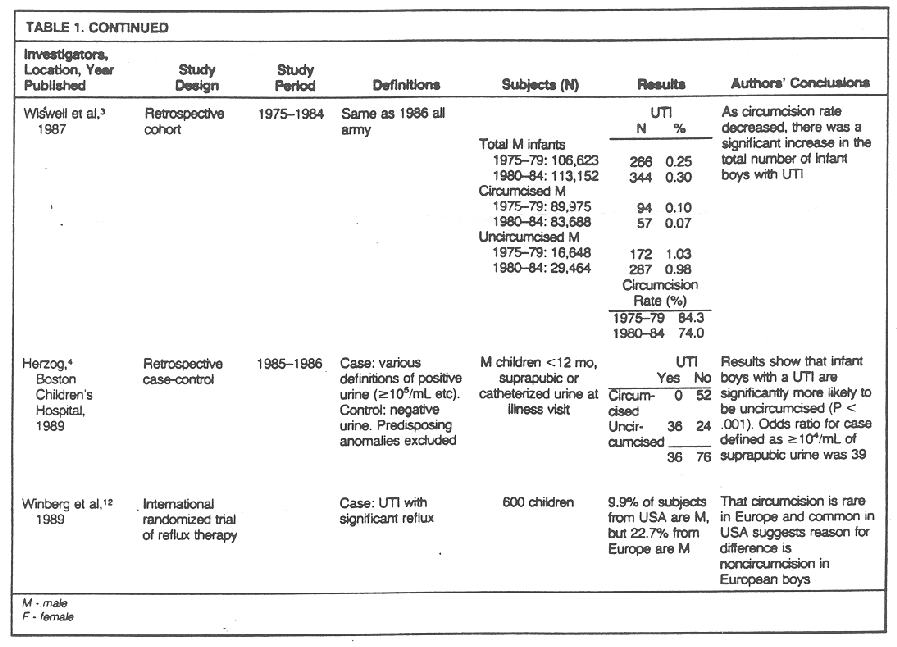 TABLE 1. CONTINUED
Investigators,
Location, Year
Published
Study
Design
Study
Period
Definitions
Subjects (N)
Results
Authors' Conclusions
Wiswell et al,³
1987
Retrospective
cohort
1975–1984
Same as 1986 all
army
Total M infants
1975–79: 106,623
1980–84: 113,152
Circumcised M
1975–79: 89,975
1980–84: 83,688
Uncircumcised M
1975–79: 16,648
1980–84: 29,464
UTI
N %
266 0.25
344 0.30
94 0.10
57 0.07
172 1.03
287 0.98
Circumcision
Rate (%)
1975–79 84.3
1980–84 74.0
As circumcision rate
decreased, there was a
significant increase in the
total number of infant
boys with UTI
Herzog,⁴
Boston
Children's
Hospital,
1989
Retrospective
case-control
1985–1986
Case: various
definitions of positive
urine (≥10⁵/mL etc).
Control: negative
urine. Predisposing
anomalies excluded
M children <12 mo,
suprapubic or
catheterized urine at
illness visit
UTI
Yes No
Circum- 0 52
cised
Uncir- 36 24
cumcised
36 76
Results show that infant
boys with a UTI are
significantly more likely to
be uncircumcised (P <
.001). Odds ratio for case
defined as ≥10⁴/mL of
suprapubic urine was 39
Winberg et al,¹²
1989
International
randomized trial
of reflux therapy
Case: UTI with
significant reflux
600 children
9.9% of subjects
from USA are M,
but 22.7% from
Europe are M
That circumcision is rare
in Europe and common in
USA suggests reason for
difference is
noncircumcision in
European boys
M - male
F - female